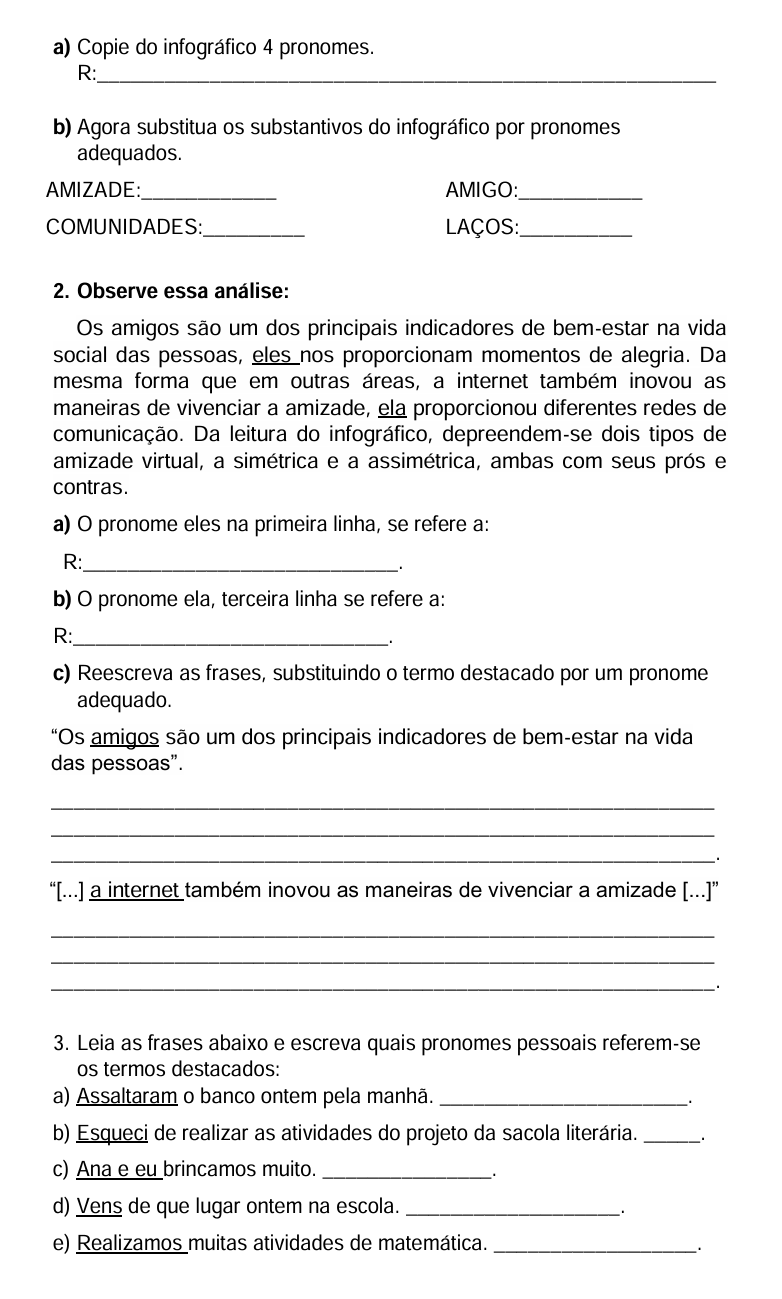 a) Copie do infográfico 4 pronomes.
R:_______________________________________________________
b) Agora substitua os substantivos do infográfico por pronomes
adequados.
AMIZADE:____________ AMIGO:___________
COMUNIDADES:_________ LAÇOS:__________
2. Observe essa análise:
Os amigos são um dos principais indicadores de bem-estar na vida
social das pessoas, eles nos proporcionam momentos de alegria. Da
mesma forma que em outras áreas, a internet também inovou as
maneiras de vivenciar a amizade, ela proporcionou diferentes redes de
comunicação. Da leitura do infográfico, depreendem-se dois tipos de
amizade virtual, a simétrica e a assimétrica, ambas com seus prós e
contras.
a) O pronome eles na primeira linha, se refere a:
R:____________________________.
b) O pronome ela, terceira linha se refere a:
R:____________________________.
c) Reescreva as frases, substituindo o termo destacado por um pronome
adequado.
“Os amigos são um dos principais indicadores de bem-estar na vida
das pessoas”.
___________________________________________________________
___________________________________________________________
___________________________________________________________.
“[...] a internet também inovou as maneiras de vivenciar a amizade [...]”
___________________________________________________________
___________________________________________________________
___________________________________________________________.
3. Leia as frases abaixo e escreva quais pronomes pessoais referem-se
os termos destacados:
a) Assaltaram o banco ontem pela manhã. ______________________.
b) Esqueci de realizar as atividades do projeto da sacola literária. _____.
c) Ana e eu brincamos muito. _______________.
d) Vens de que lugar ontem na escola. ___________________.
e) Realizamos muitas atividades de matemática. __________________.